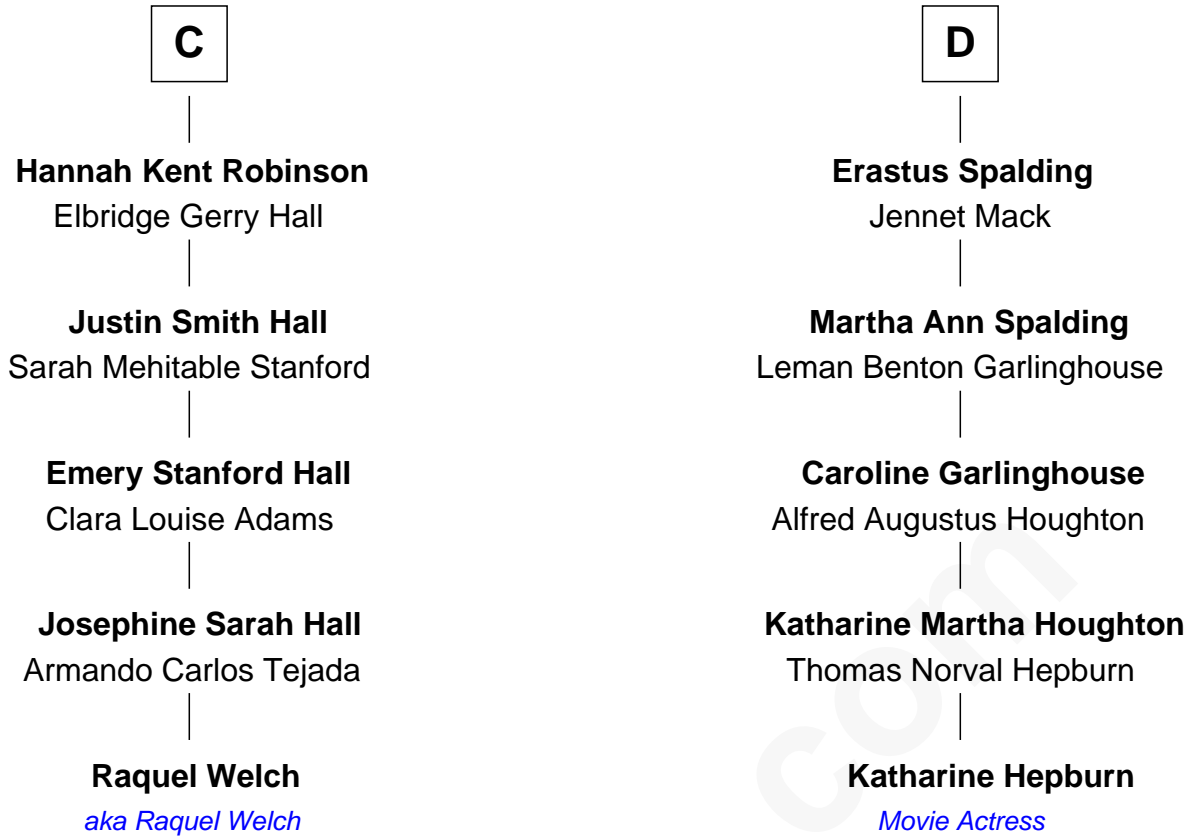 C
Hannah Kent Robinson
Elbridge Gerry Hall
Justin Smith Hall
Sarah Mehitable Stanford
Emery Stanford Hall
Clara Louise Adams
Josephine Sarah Hall
Armando Carlos Tejada
Raquel Welch
aka Raquel Welch
D
Erastus Spalding
Jennet Mack
Martha Ann Spalding
Leman Benton Garlinghouse
Caroline Garlinghouse
Alfred Augustus Houghton
Katharine Martha Houghton
Thomas Norval Hepburn
Katharine Hepburn
Movie Actress
com